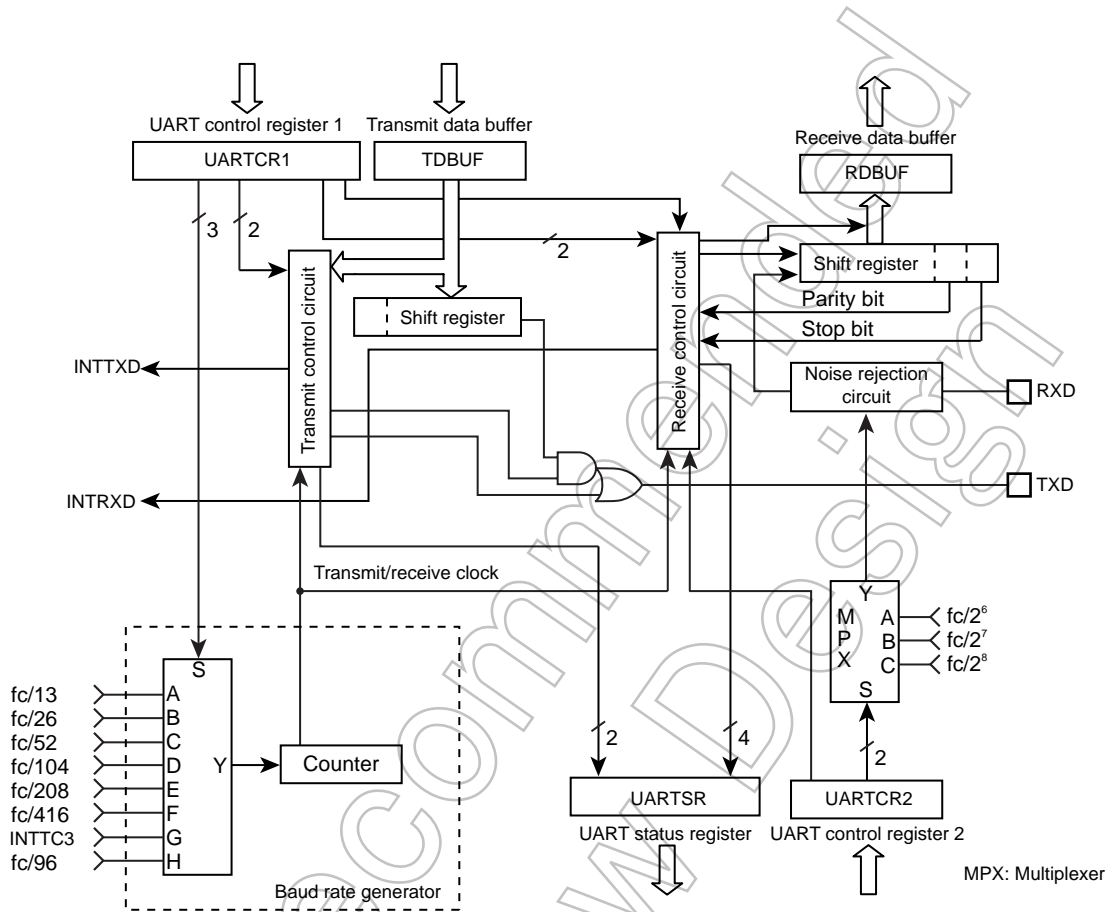 UART control register 1
Transmit data buffer
Receive data buffer
UARTCR1
TDBUF
RDBUF
3
2
2
Transmit control circuit
Receive control circuit
Shift register
Shift register
Parity bit
Stop bit
INTTXD
Noise rejection
circuit
RXD
INTRXD
TXD
Transmit/receive clock
Y
M
P
X
A
B
C
S
fc/2⁶
fc/2⁷
fc/2⁸
S
fc/13
A
fc/26
B
fc/52
C
fc/104
D
fc/208
E
fc/416
F
INTTC3
G
fc/96
H
Y
Counter
2
4
2
UARTSR
UARTCR2
UART status register
UART control register 2
Baud rate generator
MPX: Multiplexer
ecommended
w Design